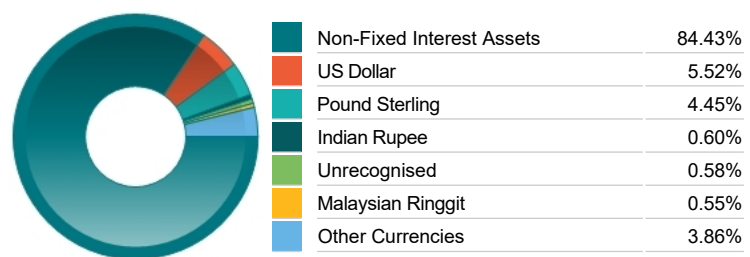 Non-Fixed Interest Assets 84.43%
US Dollar 5.52%
Pound Sterling 4.45%
Indian Rupee 0.60%
Unrecognised 0.58%
Malaysian Ringgit 0.55%
Other Currencies 3.86%